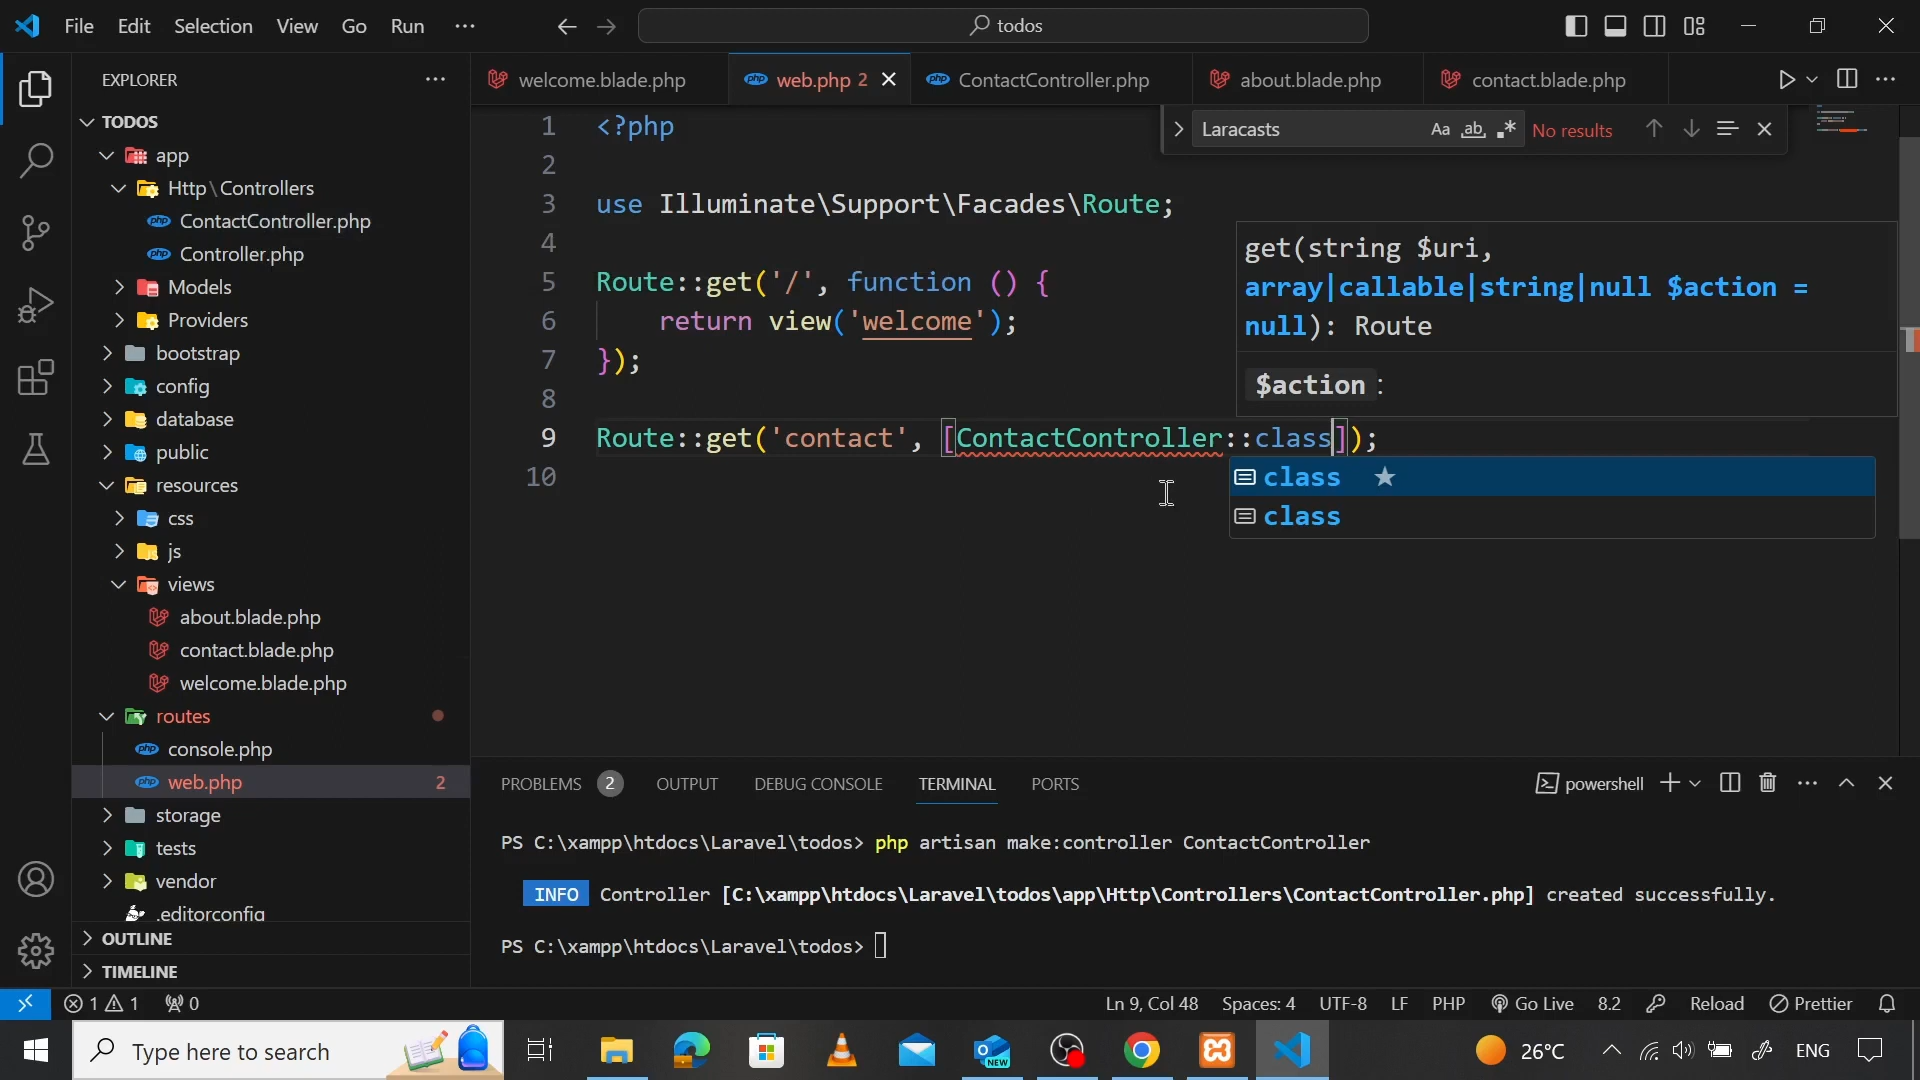 File Edit Selection View Go Run ...
todos
EXPLORER
TODOS
app
Http\Controllers
ContactController.php
Controller.php
Models
Providers
bootstrap
config
database
public
resources
css
js
views
about.blade.php
contact.blade.php
welcome.blade.php
routes
console.php
web.php 2
storage
tests
vendor
.editorconfig
OUTLINE
TIMELINE
welcome.blade.php web.php 2 ContactController.php about.blade.php contact.blade.php
Laracasts Aa ab .* No results
1 <?php
2
3 use Illuminate\Support\Facades\Route;
4
5 Route::get('/', function () {
6 return view('welcome');
7 });
8
9 Route::get('contact', [ContactController::class]);
10
get(string $uri,
array|callable|string|null $action =
null): Route
$action:
class ★
class
PROBLEMS 2 OUTPUT DEBUG CONSOLE TERMINAL PORTS
powershell
PS C:\xampp\htdocs\Laravel\todos> php artisan make:controller ContactController
INFO Controller [C:\xampp\htdocs\Laravel\todos\app\Http\Controllers\ContactController.php] created successfully.
PS C:\xampp\htdocs\Laravel\todos>
1 1 0 Ln 9, Col 48 Spaces: 4 UTF-8 LF PHP Go Live 8.2 Reload Prettier
Type here to search NEW 26°C ENG